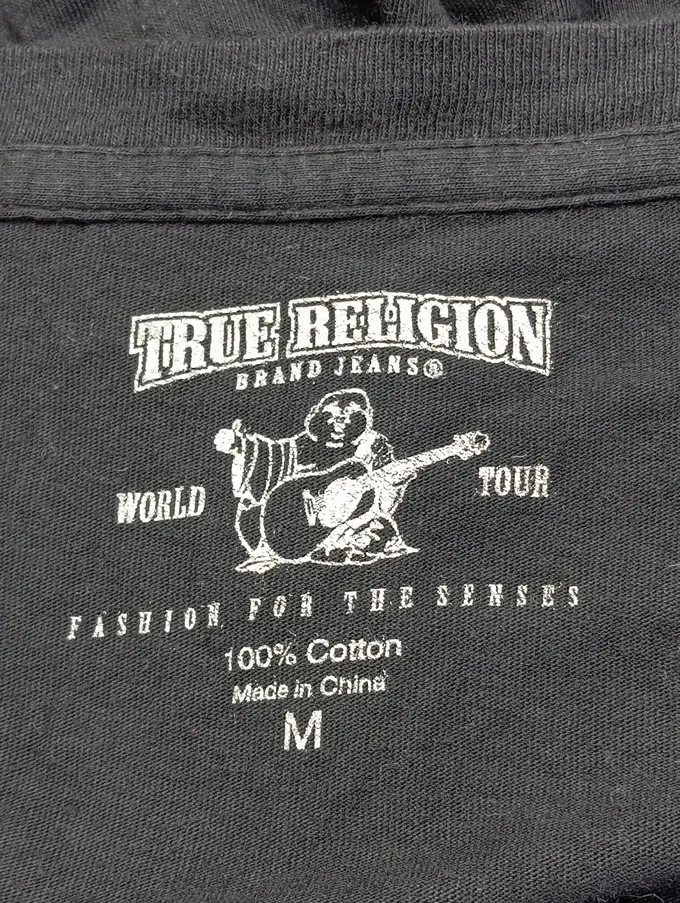 TRUE RELIGION
BRAND JEANS®
WORLD TOUR
FASHION FOR THE SENSES
100% Cotton
Made in China
M